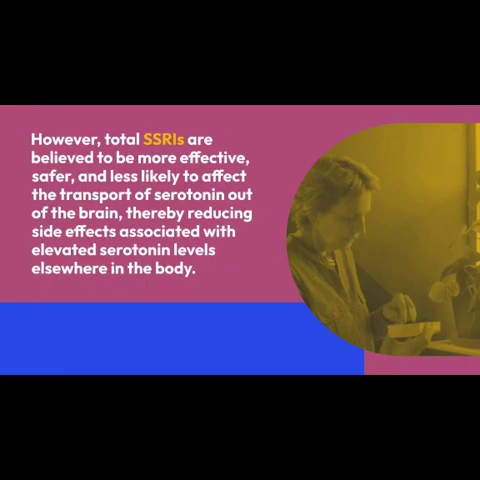 However, total SSRIs are
believed to be more effective,
safer, and less likely to affect
the transport of serotonin out
of the brain, thereby reducing
side effects associated with
elevated serotonin levels
elsewhere in the body.